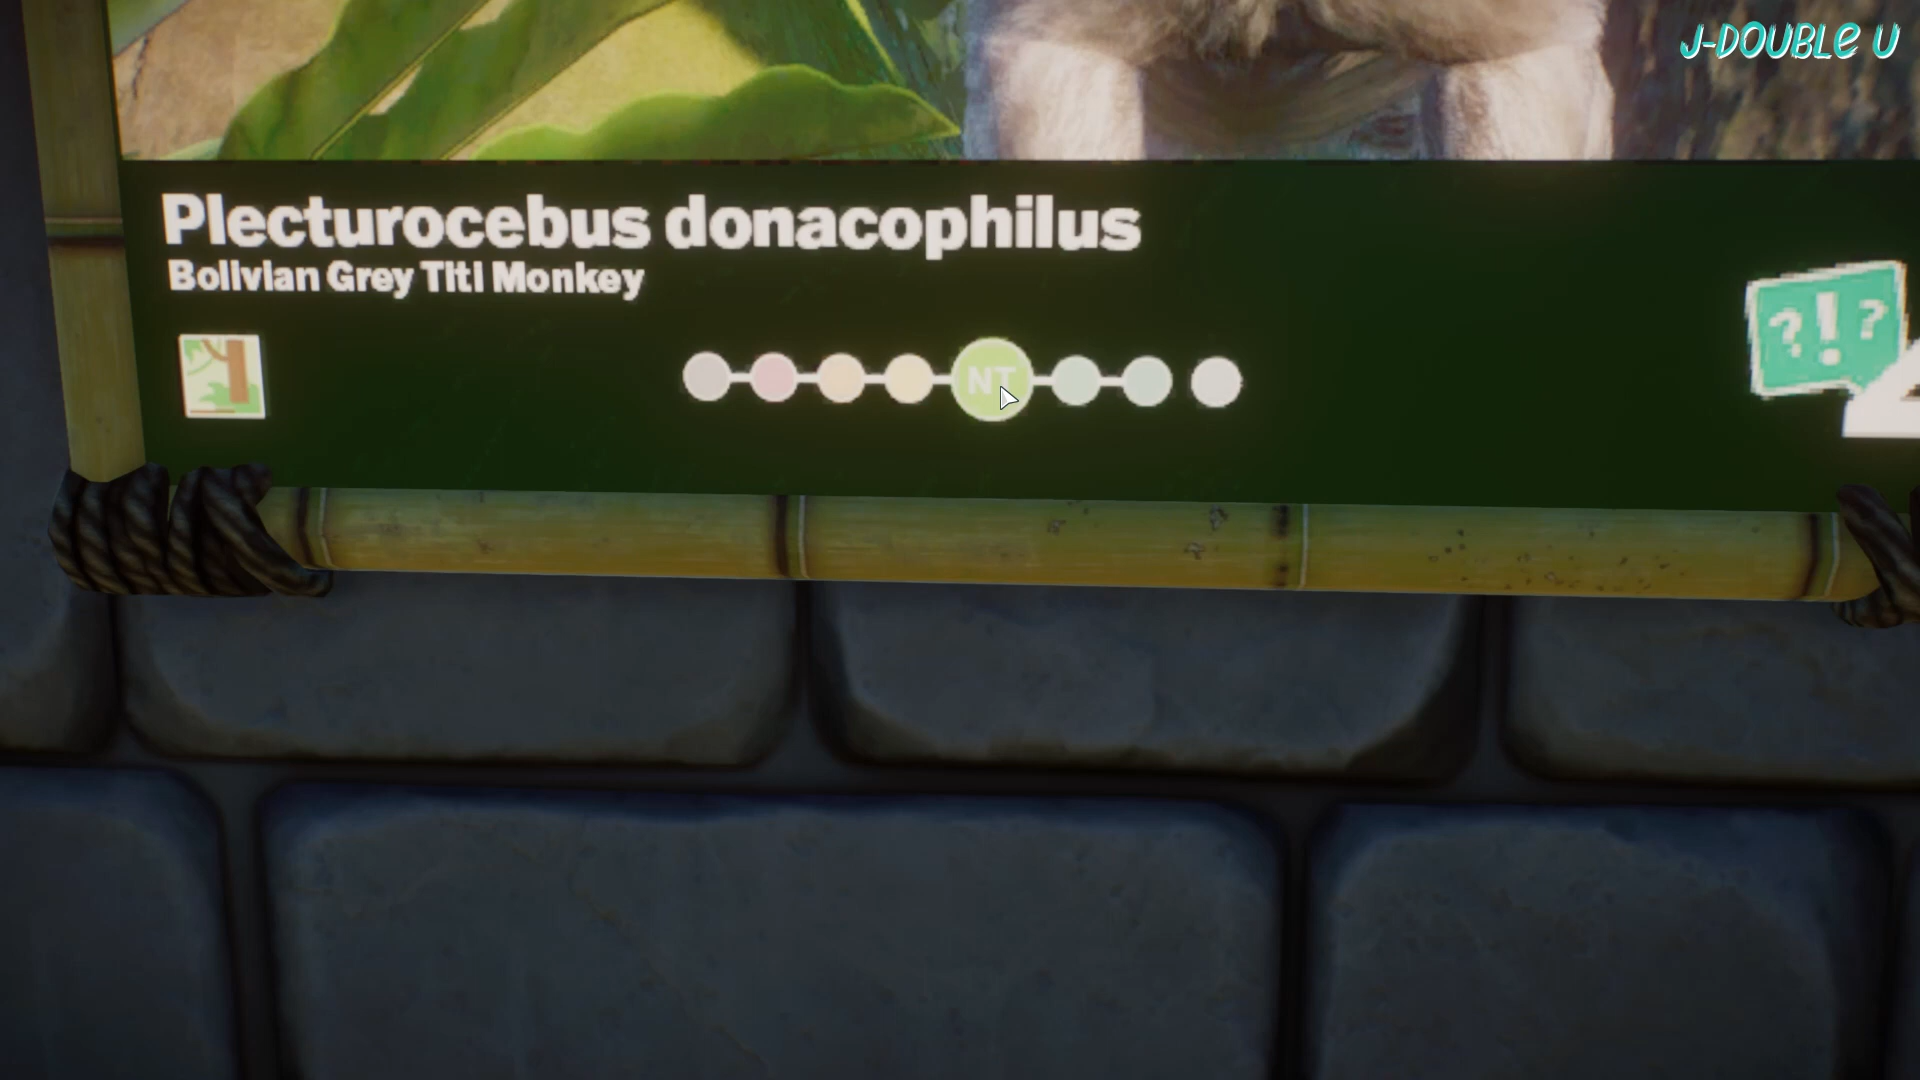 J-DOUBLE U
Plecturocebus donacophilus
Bolivian Grey Titi Monkey
NT
?!?